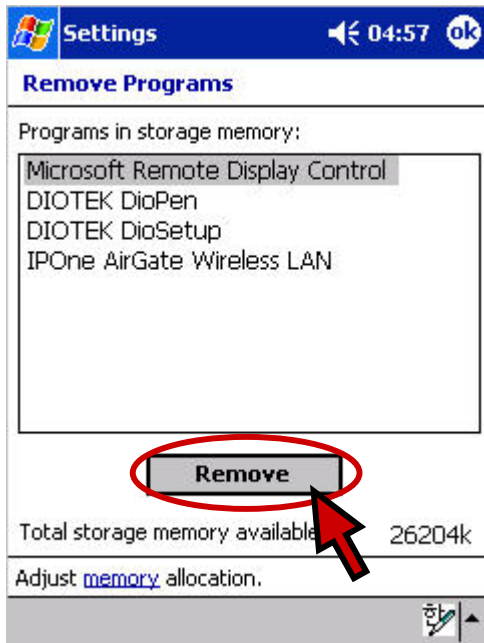 Settings 04:57 ok
Remove Programs
Programs in storage memory:
Microsoft Remote Display Control
DIOTEK DioPen
DIOTEK DioSetup
IPOne AirGate Wireless LAN
Remove
Total storage memory available 26204k
Adjust memory allocation.
한